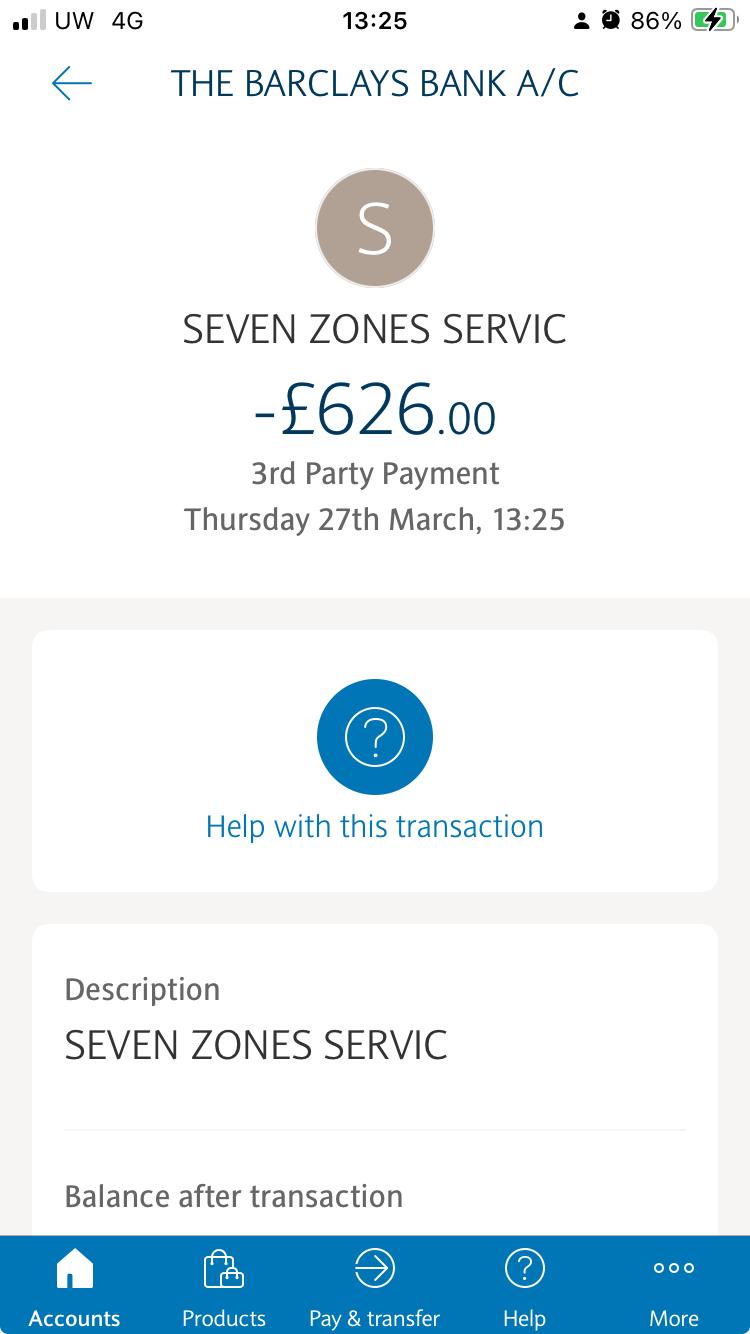 UW 4G 13:25 86%
THE BARCLAYS BANK A/C
S
SEVEN ZONES SERVIC
-£626.00
3rd Party Payment
Thursday 27th March, 13:25
?
Help with this transaction
Description
SEVEN ZONES SERVIC
Balance after transaction
Accounts Products Pay & transfer Help More